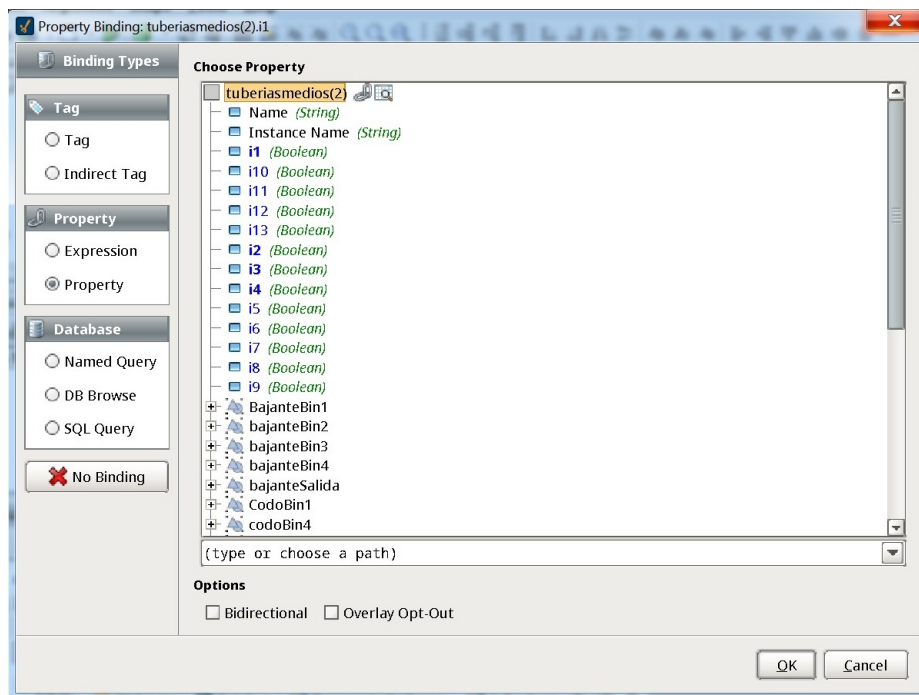 Property Binding: tuberiasmedios(2).i1
Binding Types
Tag
Tag
Indirect Tag
Property
Expression
Property
Database
Named Query
DB Browse
SQL Query
No Binding
Choose Property
tuberiasmedios(2)
Name (String)
Instance Name (String)
i1 (Boolean)
i10 (Boolean)
i11 (Boolean)
i12 (Boolean)
i13 (Boolean)
i2 (Boolean)
i3 (Boolean)
i4 (Boolean)
i5 (Boolean)
i6 (Boolean)
i7 (Boolean)
i8 (Boolean)
i9 (Boolean)
BajanteBin1
bajanteBin2
bajanteBin3
bajanteBin4
bajanteSalida
CodoBin1
codoBin4
(type or choose a path)
Options
Bidirectional Overlay Opt-Out
OK Cancel